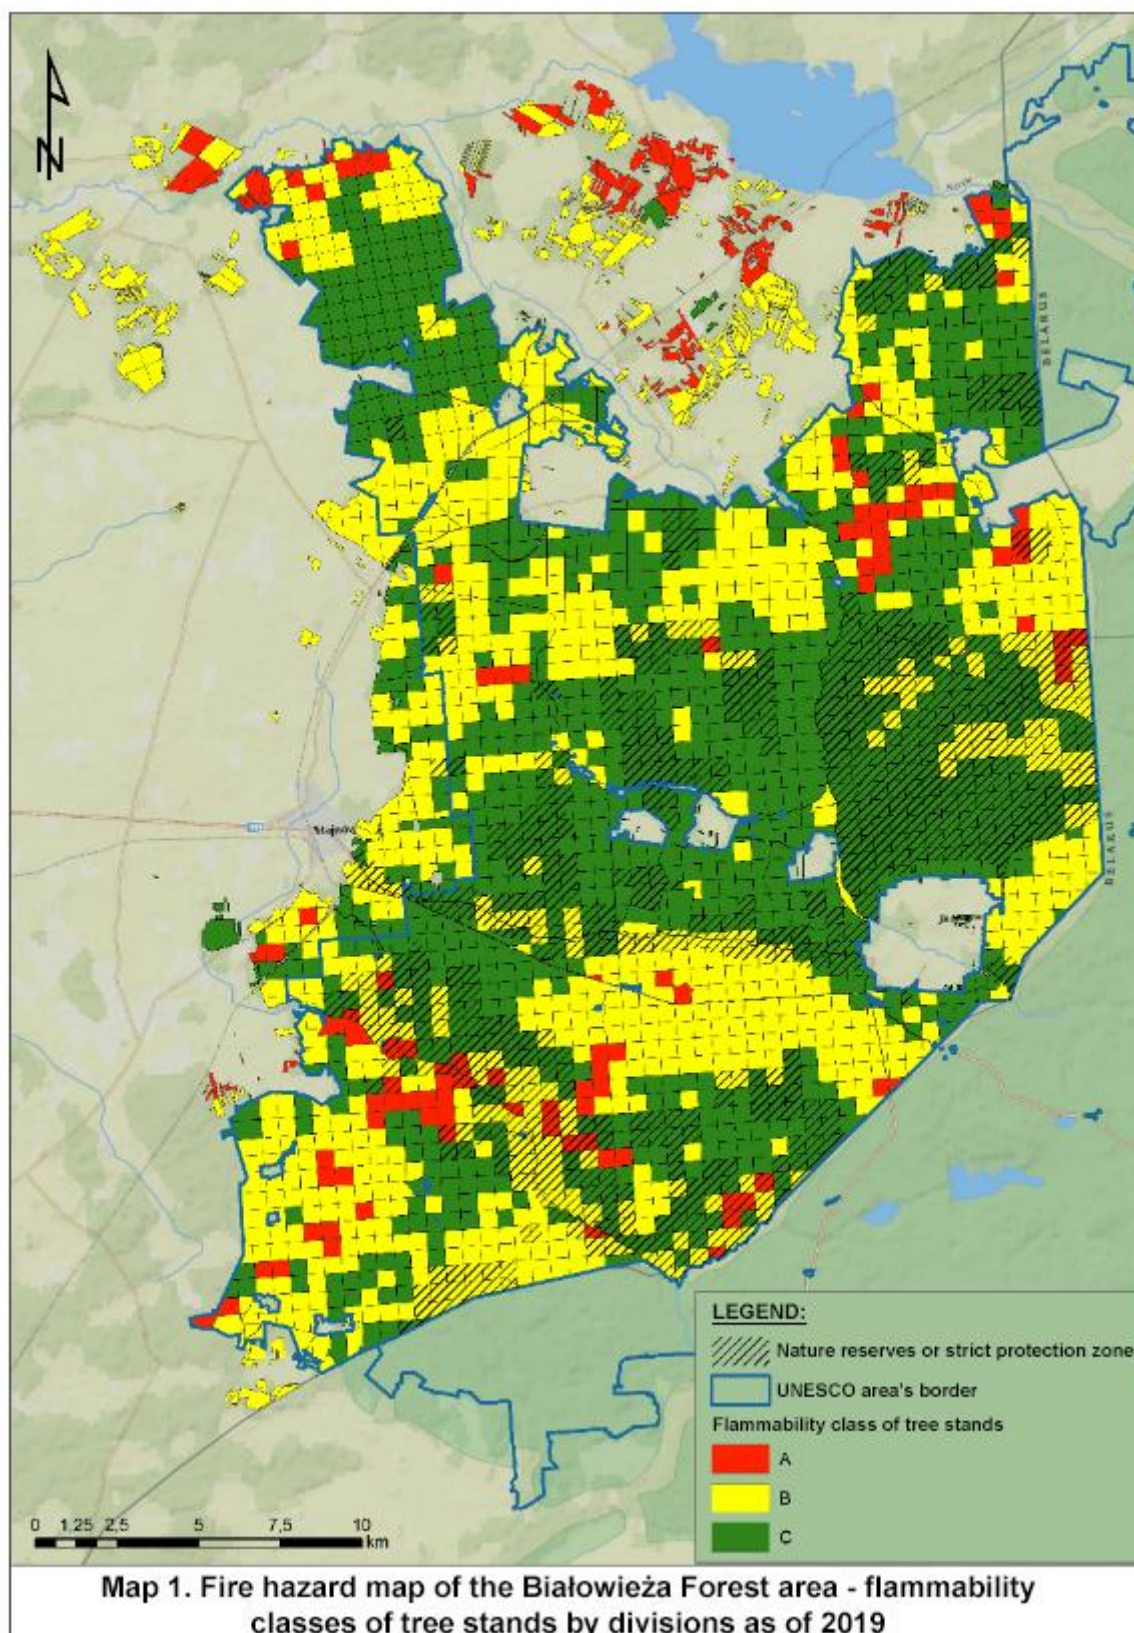 N
Narew
BELARUS
Hajnówka
BELARUS
LEGEND:
Nature reserves or strict protection zone
UNESCO area's border
Flammability class of tree stands
A
B
C
0 1,25 2,5 5 7,5 10
km
Map 1. Fire hazard map of the Białowieża Forest area - flammability
classes of tree stands by divisions as of 2019